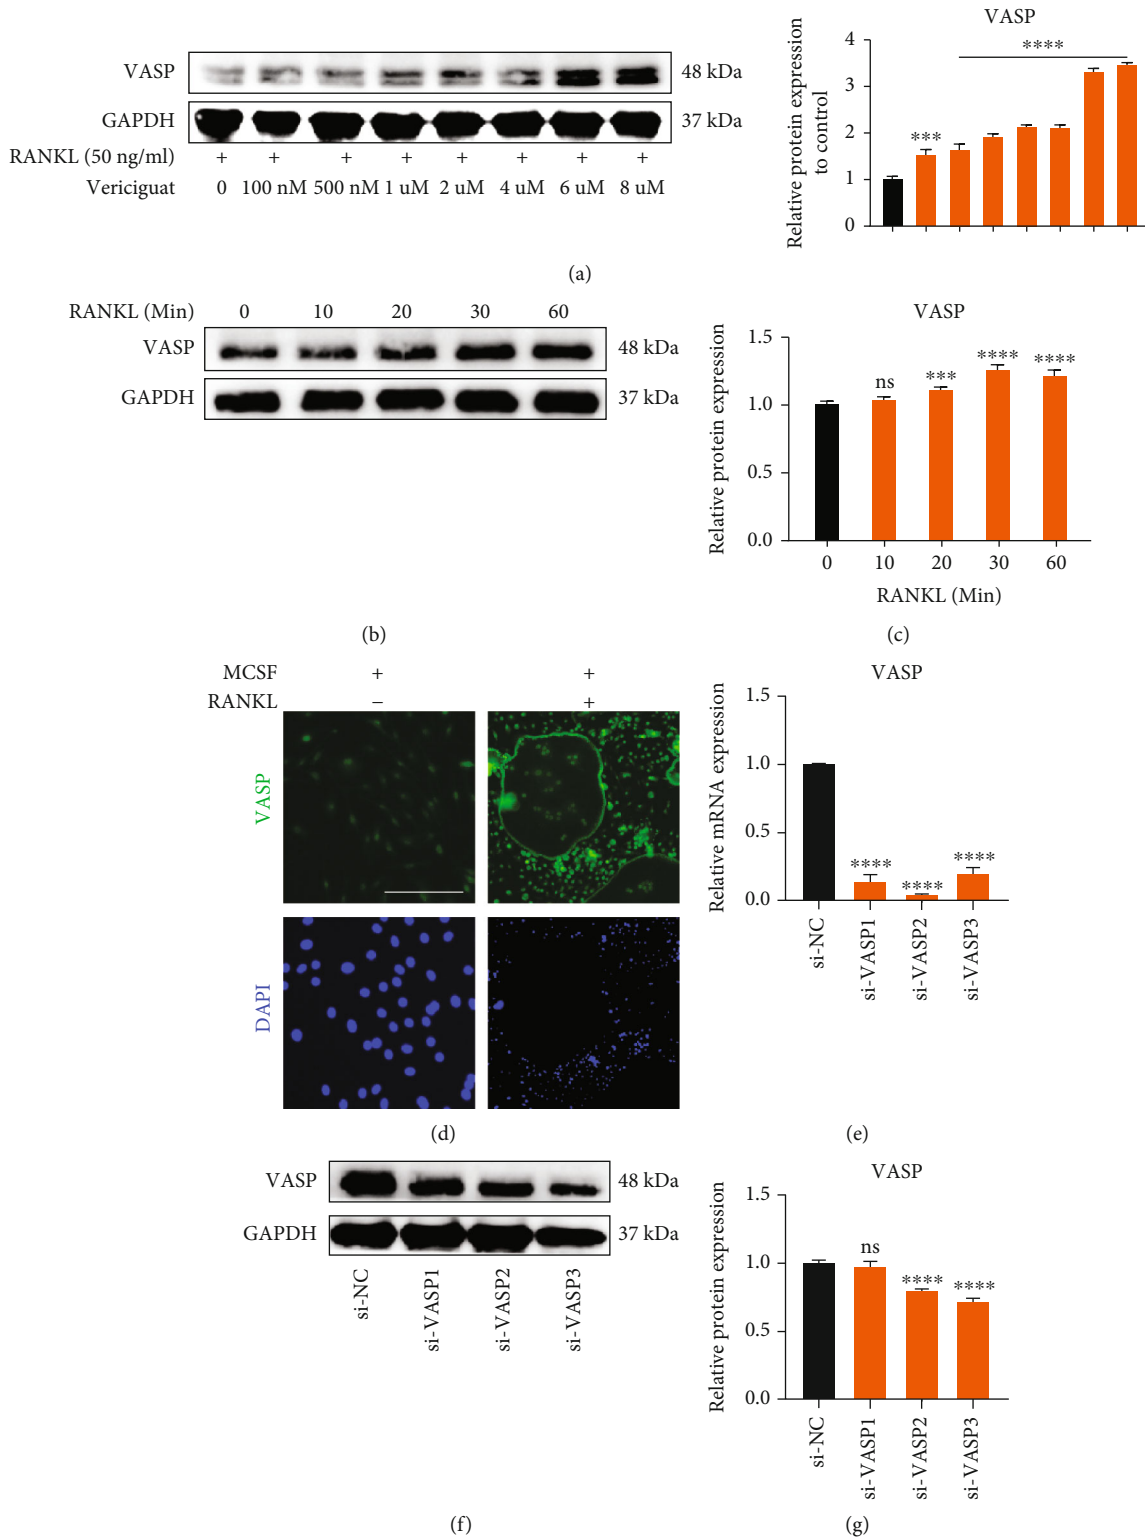 VASP
48 kDa
GAPDH
37 kDa
RANKL (50 ng/ml) + + + + + + + +
Vericiguat 0 100 nM 500 nM 1 uM 2 uM 4 uM 6 uM 8 uM
VASP
Relative protein expression
to control
4
3
2
1
0
***
****
(a)
RANKL (Min) 0 10 20 30 60
VASP
48 kDa
GAPDH
37 kDa
(b)
VASP
Relative protein expression
1.5
1.0
0.5
0.0
ns *** **** ****
0 10 20 30 60
RANKL (Min)
(c)
MCSF + +
RANKL − +
VASP
DAPI
(d)
VASP
Relative mRNA expression
1.5
1.0
0.5
0.0
**** **** ****
si-NC
si-VASP1
si-VASP2
si-VASP3
(e)
VASP
48 kDa
GAPDH
37 kDa
si-NC
si-VASP1
si-VASP2
si-VASP3
(f)
VASP
Relative protein expression
1.5
1.0
0.5
0.0
ns **** ****
si-NC
si-VASP1
si-VASP2
si-VASP3
(g)